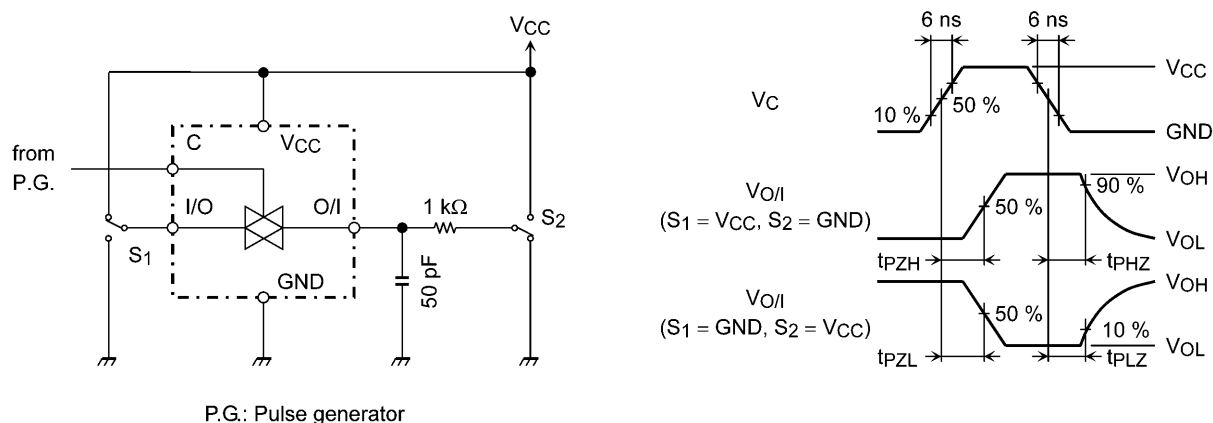 VCC
from
P.G.
C
VCC
I/O
O/I
1 kΩ
S1
S2
GND
50 pF
P.G.: Pulse generator
6 ns
6 ns
VC
10 %
50 %
VCC
GND
VO/I
(S1 = VCC, S2 = GND)
50 %
90 %
VOH
VOL
tPZH
tPHZ
VO/I
(S1 = GND, S2 = VCC)
50 %
10 %
VOH
VOL
tPZL
tPLZ